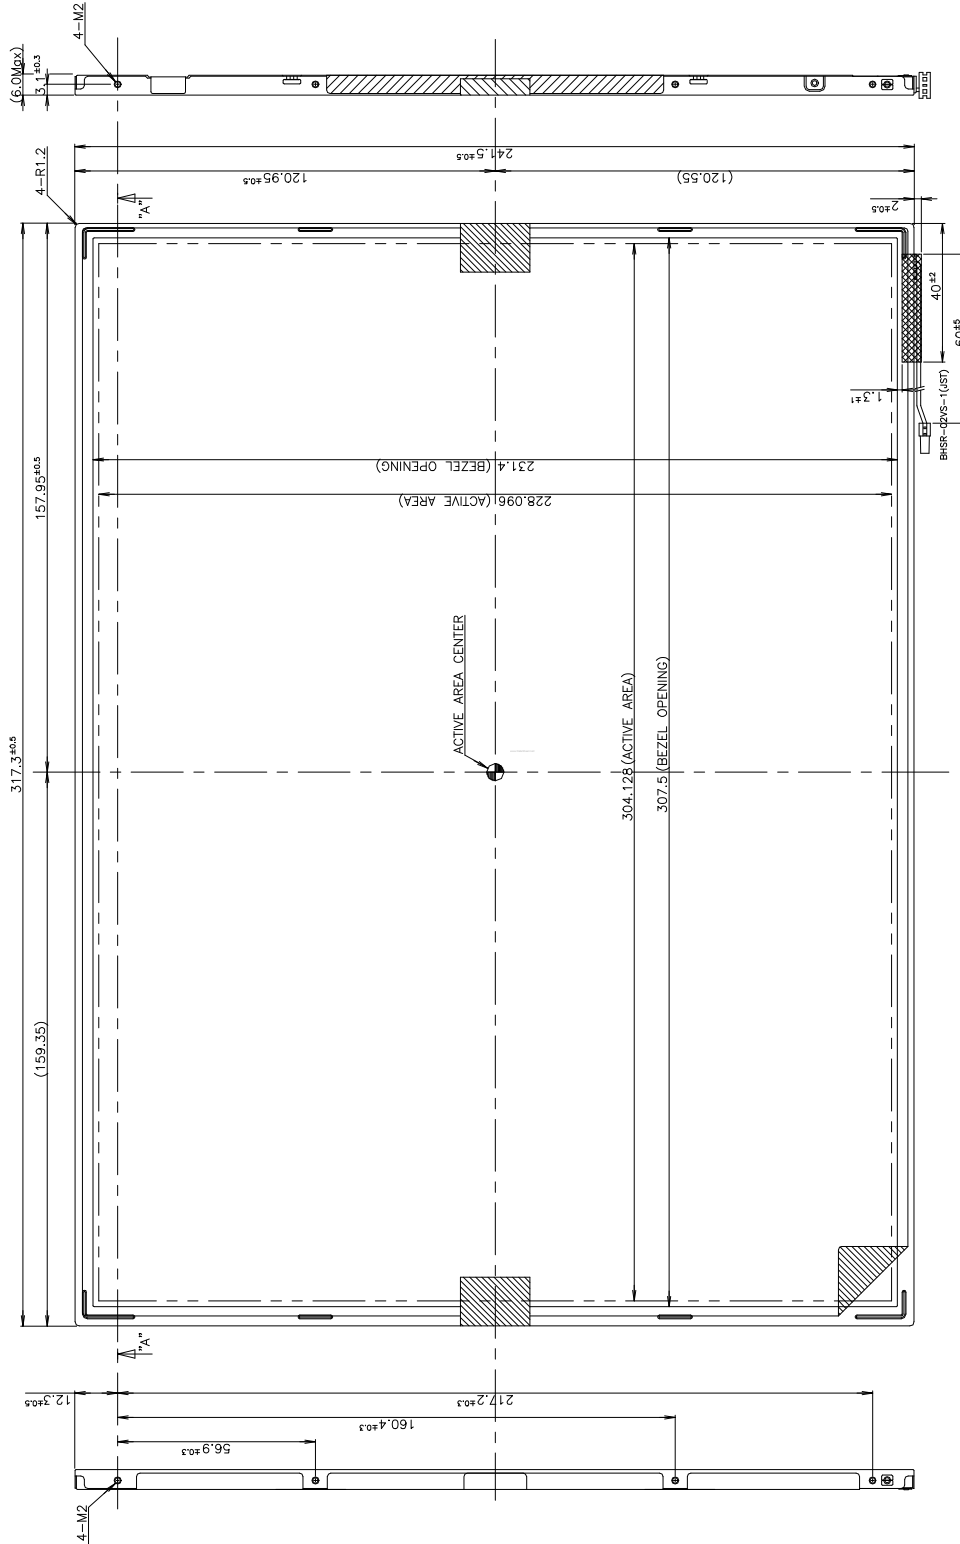 4-M2
(6.0Max)
3.1±0.3
4-R1.2
241.5±0.5
120.95±0.5
(120.55)
"A"
2±0.5
40±2
60±5
1.3±1
BHSR-02VS-1(JST)
317.3±0.5
157.95±0.5
(159.35)
231.4 (BEZEL OPENING)
228.096 (ACTIVE AREA)
ACTIVE AREA CENTER
304.128 (ACTIVE AREA)
307.5 (BEZEL OPENING)
"A"
12.3±0.5
217.2±0.3
160.4±0.3
56.9±0.3
4-M2